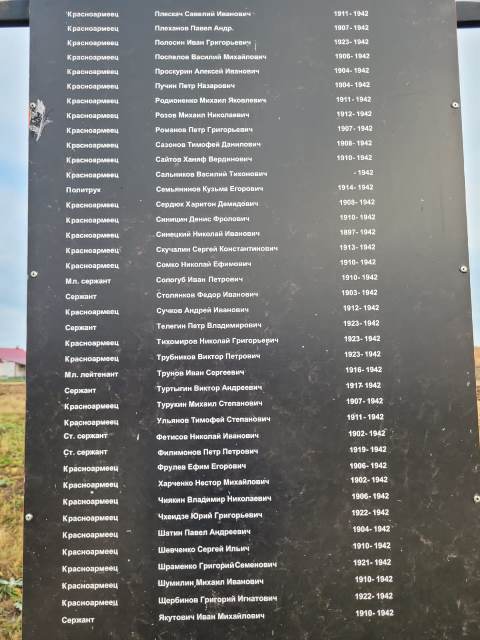 Красноармеец Плескач Савелий Иванович 1911-1942
Красноармеец Плеханов Павел Андр. 1907-1942
Красноармеец Полосин Иван Григорьевич 1923-1942
Красноармеец Поспелов Василий Михайлович 1906-1942
Красноармеец Проскурин Алексей Иванович 1904-1942
Красноармеец Пучин Петр Назарович 1904-1942
Красноармеец Родионенко Михаил Яковлевич 1911-1942
Красноармеец Розов Михаил Николаевич 1912-1942
Красноармеец Романов Петр Григорьевич 1907-1942
Красноармеец Сазонов Тимофей Данилович 1908-1942
Красноармеец Сайтов Ханяф Вердинович 1910-1942
Красноармеец Сальников Василий Тихонович - 1942
Политрук Семьянинов Кузьма Егорович 1914-1942
Красноармеец Сердюк Харитон Демидович 1908-1942
Красноармеец Синицин Денис Фролович 1910-1942
Красноармеец Синецкий Николай Иванович 1897-1942
Красноармеец Скучалин Сергей Константинович 1913-1942
Красноармеец Сомко Николай Ефимович 1910-1942
Мл. сержант Сологуб Иван Петрович 1910-1942
Сержант Столянков Федор Иванович 1903-1942
Красноармеец Сучков Андрей Иванович 1912-1942
Сержант Телегин Петр Владимирович 1923-1942
Красноармеец Тихомиров Николай Григорьевич 1923-1942
Красноармеец Трубников Виктор Петрович 1923-1942
Мл. лейтенант Трунов Иван Сергеевич 1916-1942
Сержант Туртыгин Виктор Андреевич 1917-1942
Красноармеец Турукин Михаил Степанович 1907-1942
Красноармеец Ульянов Тимофей Степанович 1911-1942
Ст. сержант Фетисов Николай Иванович 1902-1942
Ст. сержант Филимонов Петр Петрович 1919-1942
Красноармеец Фрулев Ефим Егорович 1906-1942
Красноармеец Харченко Нестор Михайлович 1902-1942
Красноармеец Чиякин Владимир Николаевич 1906-1942
Красноармеец Чхеидзе Юрий Григорьевич 1922-1942
Красноармеец Шатин Павел Андреевич 1904-1942
Красноармеец Шевченко Сергей Ильич 1910-1942
Красноармеец Шраменко ГригорийСеменович 1921-1942
Красноармеец Шумилин Михаил Иванович 1910-1942
Красноармеец Щербинов Григорий Игнатович 1922-1942
Сержант Якутович Иван Михайлович 1910-1942